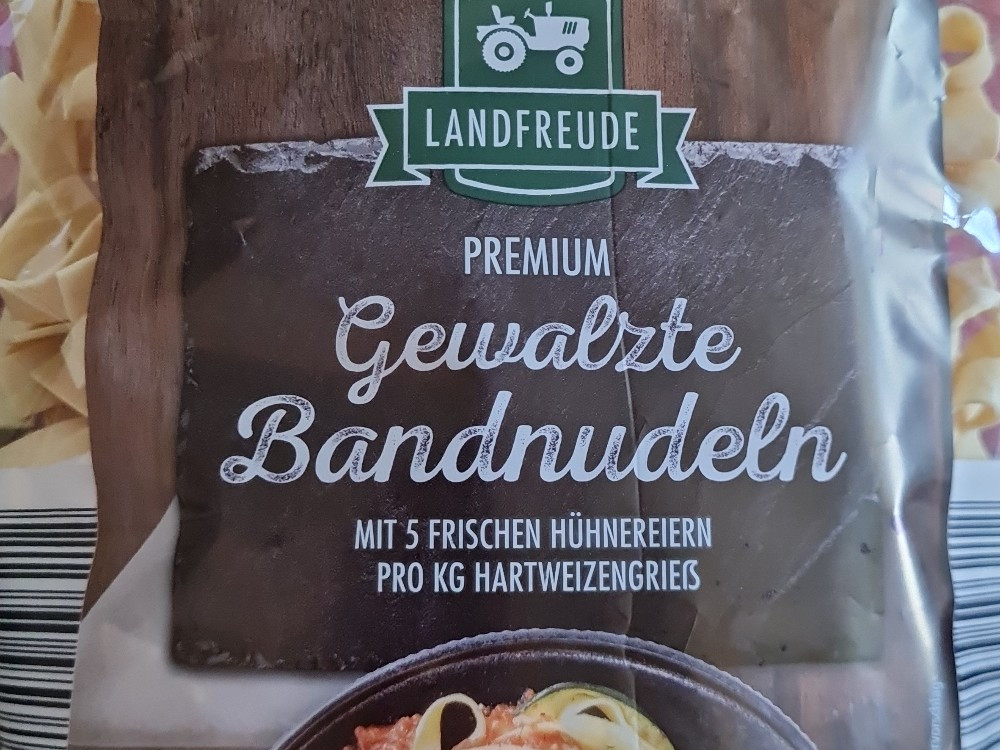 LANDFREUDE
PREMIUM
Gewalzte
Bandnudeln
MIT 5 FRISCHEN HÜHNEREIERN
PRO KG HARTWEIZENGRIEß